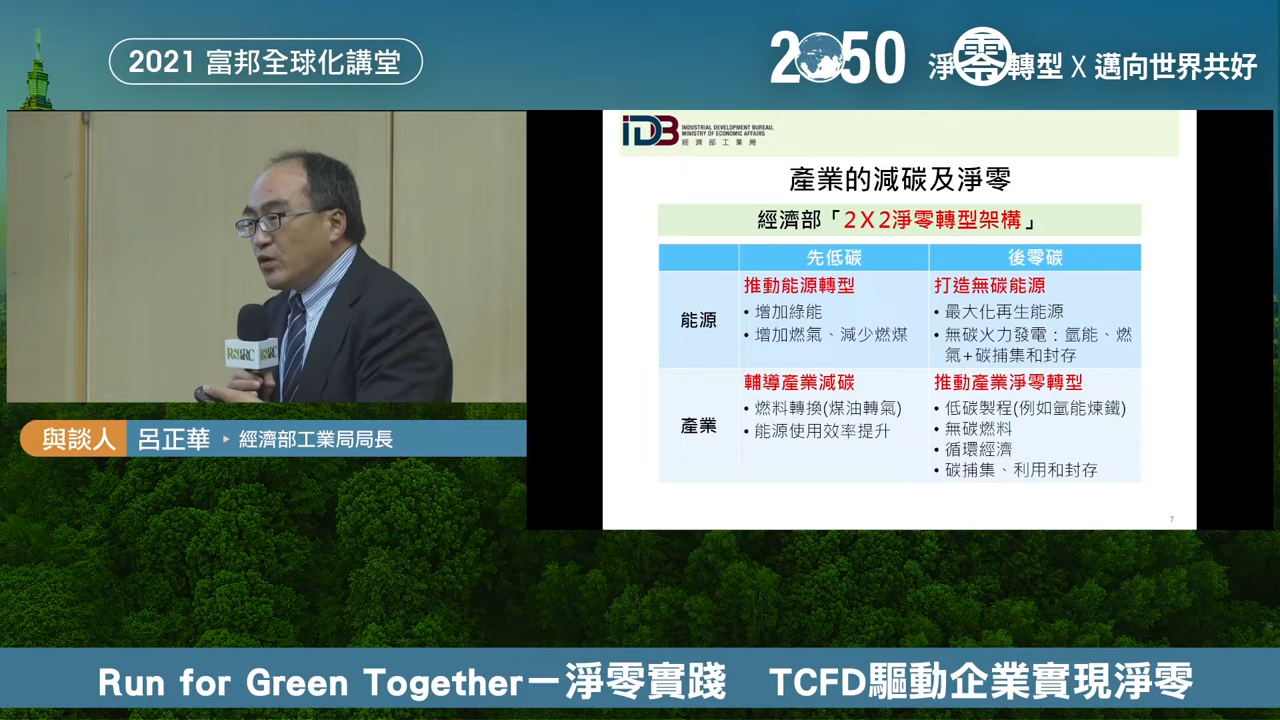 2021 富邦全球化講堂
2050 淨零轉型 X 邁向世界共好
IDB INDUSTRIAL DEVELOPMENT BUREAU,
MINISTRY OF ECONOMIC AFFAIRS
經濟部工業局
產業的減碳及淨零
經濟部「2X2淨零轉型架構」
先低碳
後零碳
能源
推動能源轉型
• 增加綠能
• 增加燃氣、減少燃煤
打造無碳能源
• 最大化再生能源
• 無碳火力發電：氫能、燃
氣+碳捕集和封存
產業
輔導產業減碳
• 燃料轉換(煤油轉氣)
• 能源使用效率提升
推動產業淨零轉型
• 低碳製程(例如氫能煉鐵)
• 無碳燃料
• 循環經濟
• 碳捕集、利用和封存
7
與談人 呂正華 ▸ 經濟部工業局局長
Run for Green Together－淨零實踐 TCFD驅動企業實現淨零